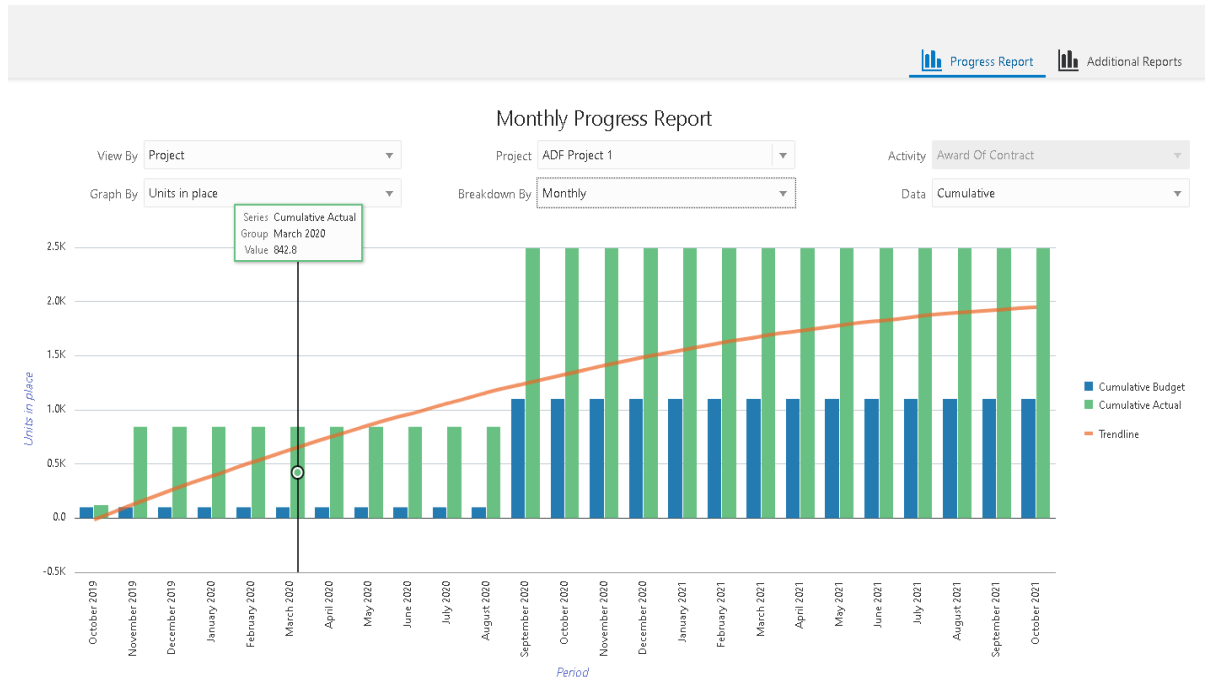 Progress Report
Additional Reports
Monthly Progress Report
View By Project
Project ADF Project 1
Activity Award Of Contract
Graph By Units in place
Breakdown By Monthly
Data Cumulative
Series Cumulative Actual
Group March 2020
Value 842.8
2.5K
2.0K
1.5K
1.0K
0.5K
0.0
-0.5K
Units in place
Cumulative Budget
Cumulative Actual
Trendline
October 2019
November 2019
December 2019
January 2020
February 2020
March 2020
April 2020
May 2020
June 2020
July 2020
August 2020
September 2020
October 2020
November 2020
December 2020
January 2021
February 2021
March 2021
April 2021
May 2021
June 2021
July 2021
August 2021
September 2021
October 2021
Period